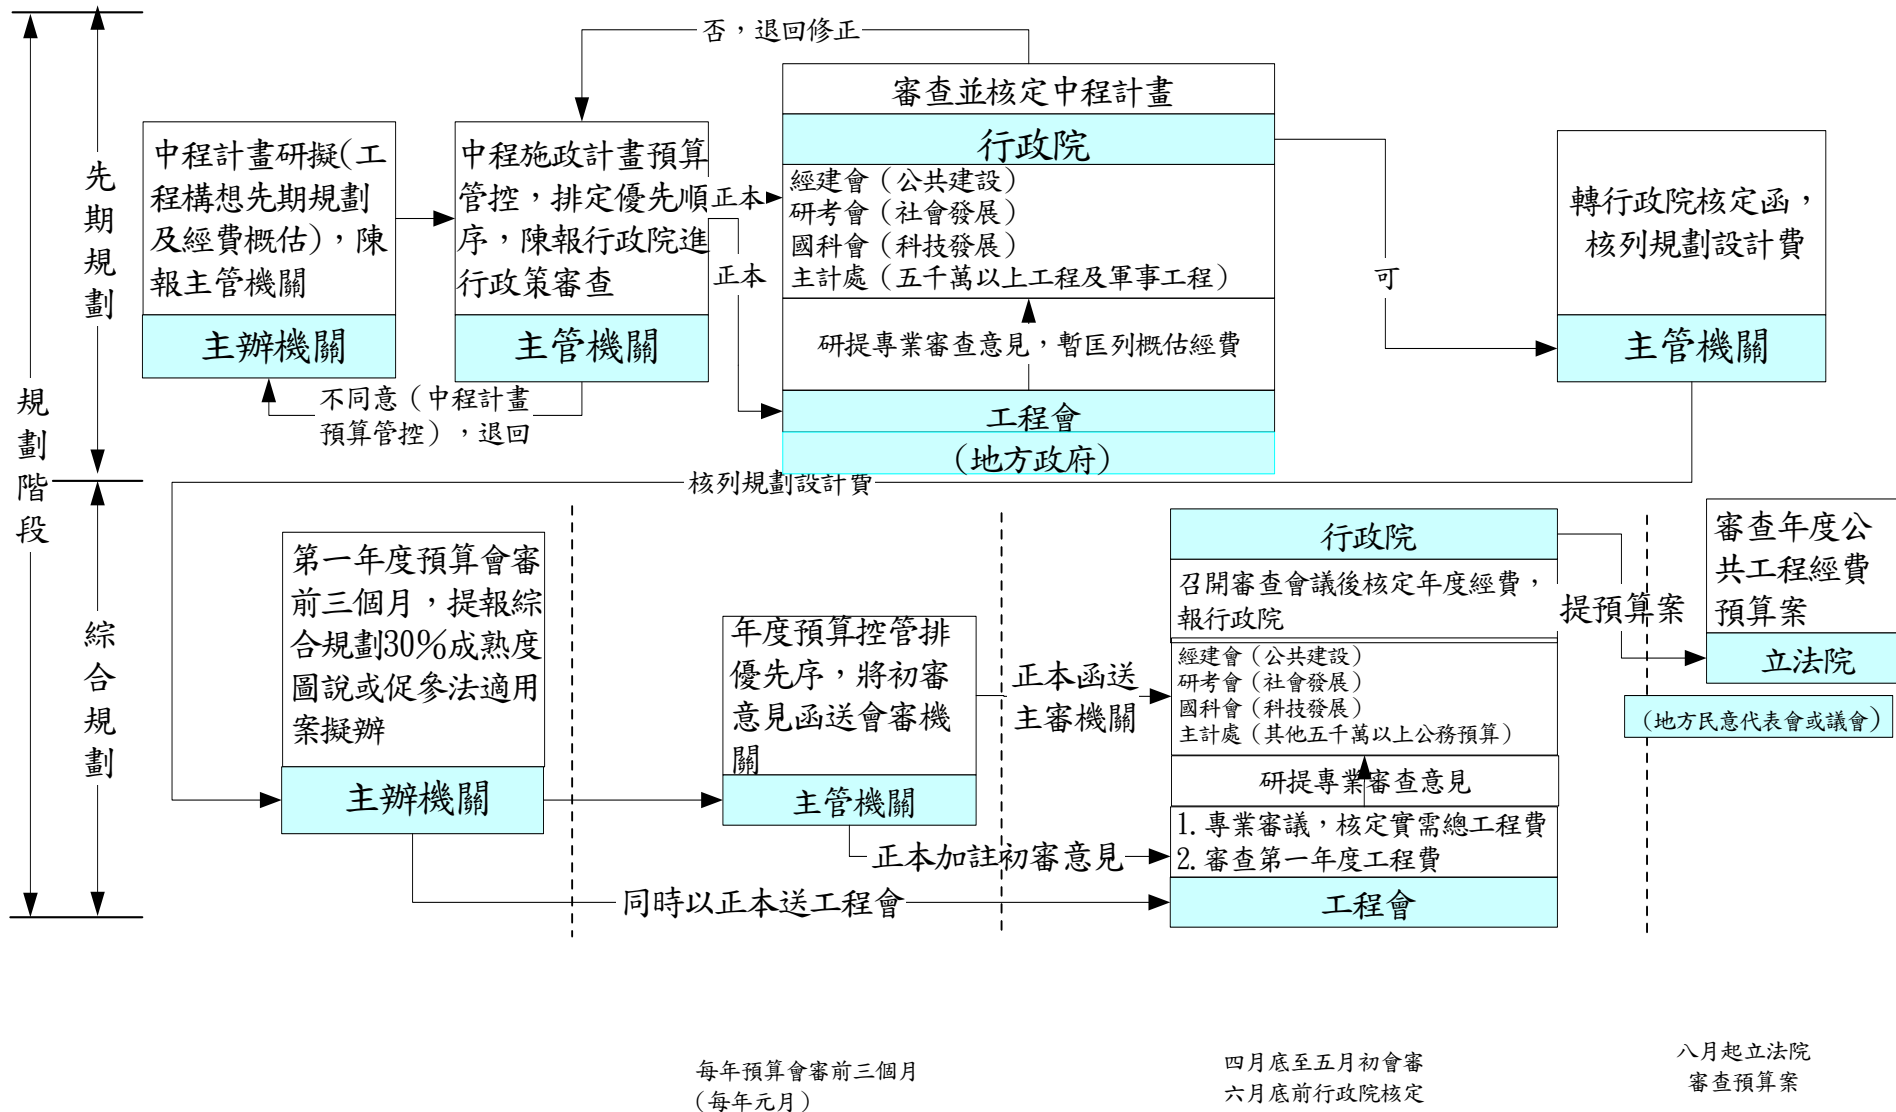 規劃階段
先期規劃
否，退回修正
中程計畫研擬(工
程構想先期規劃
及經費概估)，陳
報主管機關
主辦機關
中程施政計畫預算
管控，排定優先順
序，陳報行政院進
行政策審查
主管機關
不同意（中程計畫
預算管控），退回
正本
正本
審查並核定中程計畫
行政院
經建會（公共建設）
研考會（社會發展）
國科會（科技發展）
主計處（五千萬以上工程及軍事工程）
研提專業審查意見，暫匡列概估經費
工程會
(地方政府)
可
轉行政院核定函，
核列規劃設計費
主管機關
核列規劃設計費
綜合規劃
第一年度預算會審
前三個月，提報綜
合規劃30%成熟度
圖說或促參法適用
案擬辦
主辦機關
年度預算控管排
優先序，將初審
意見函送會審機
關
主管機關
正本函送
主審機關
正本加註初審意見
同時以正本送工程會
行政院
召開審查會議後核定年度經費，
報行政院
經建會（公共建設）
研考會（社會發展）
國科會（科技發展）
主計處（其他五千萬以上公務預算）
研提專業審查意見
1. 專業審議，核定實需總工程費
2. 審查第一年度工程費
工程會
提預算案
審查年度公
共工程經費
預算案
立法院
（地方民意代表會或議會）
每年預算會審前三個月
（每年元月）
四月底至五月初會審
六月底前行政院核定
八月起立法院
審查預算案